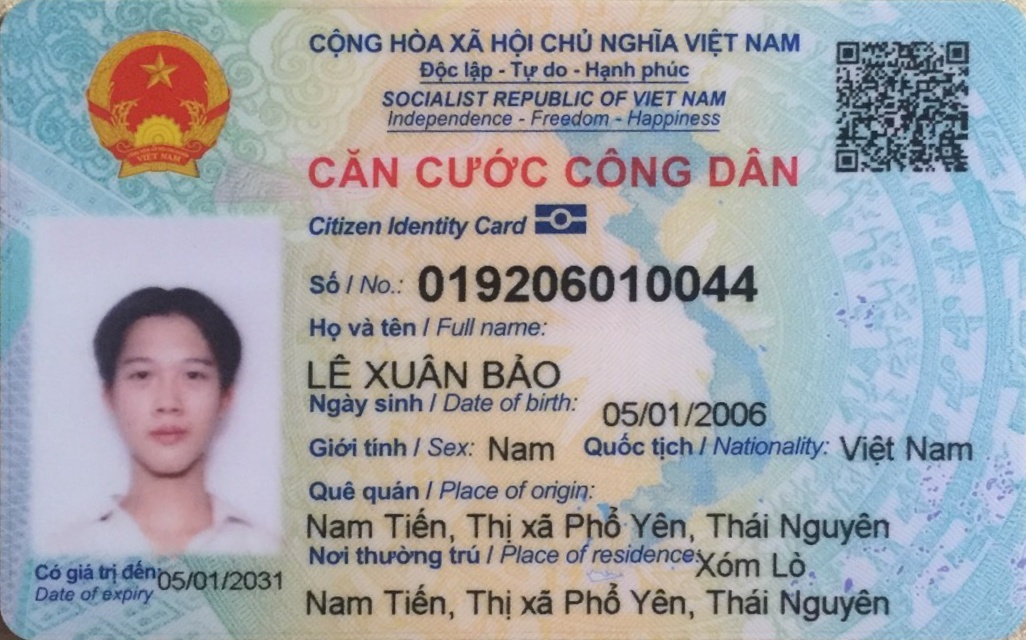 CỘNG HÒA XÃ HỘI CHỦ NGHĨA VIỆT NAM
Độc lập - Tự do - Hạnh phúc
SOCIALIST REPUBLIC OF VIET NAM
Independence - Freedom - Happiness
CĂN CƯỚC CÔNG DÂN
Citizen Identity Card
Số / No.: 019206010044
Họ và tên / Full name:
LÊ XUÂN BẢO
Ngày sinh / Date of birth: 05/01/2006
Giới tính / Sex: Nam Quốc tịch / Nationality: Việt Nam
Quê quán / Place of origin:
Nam Tiến, Thị xã Phổ Yên, Thái Nguyên
Nơi thường trú / Place of residence: Xóm Lò
Nam Tiến, Thị xã Phổ Yên, Thái Nguyên
Có giá trị đến: 05/01/2031
Date of expiry